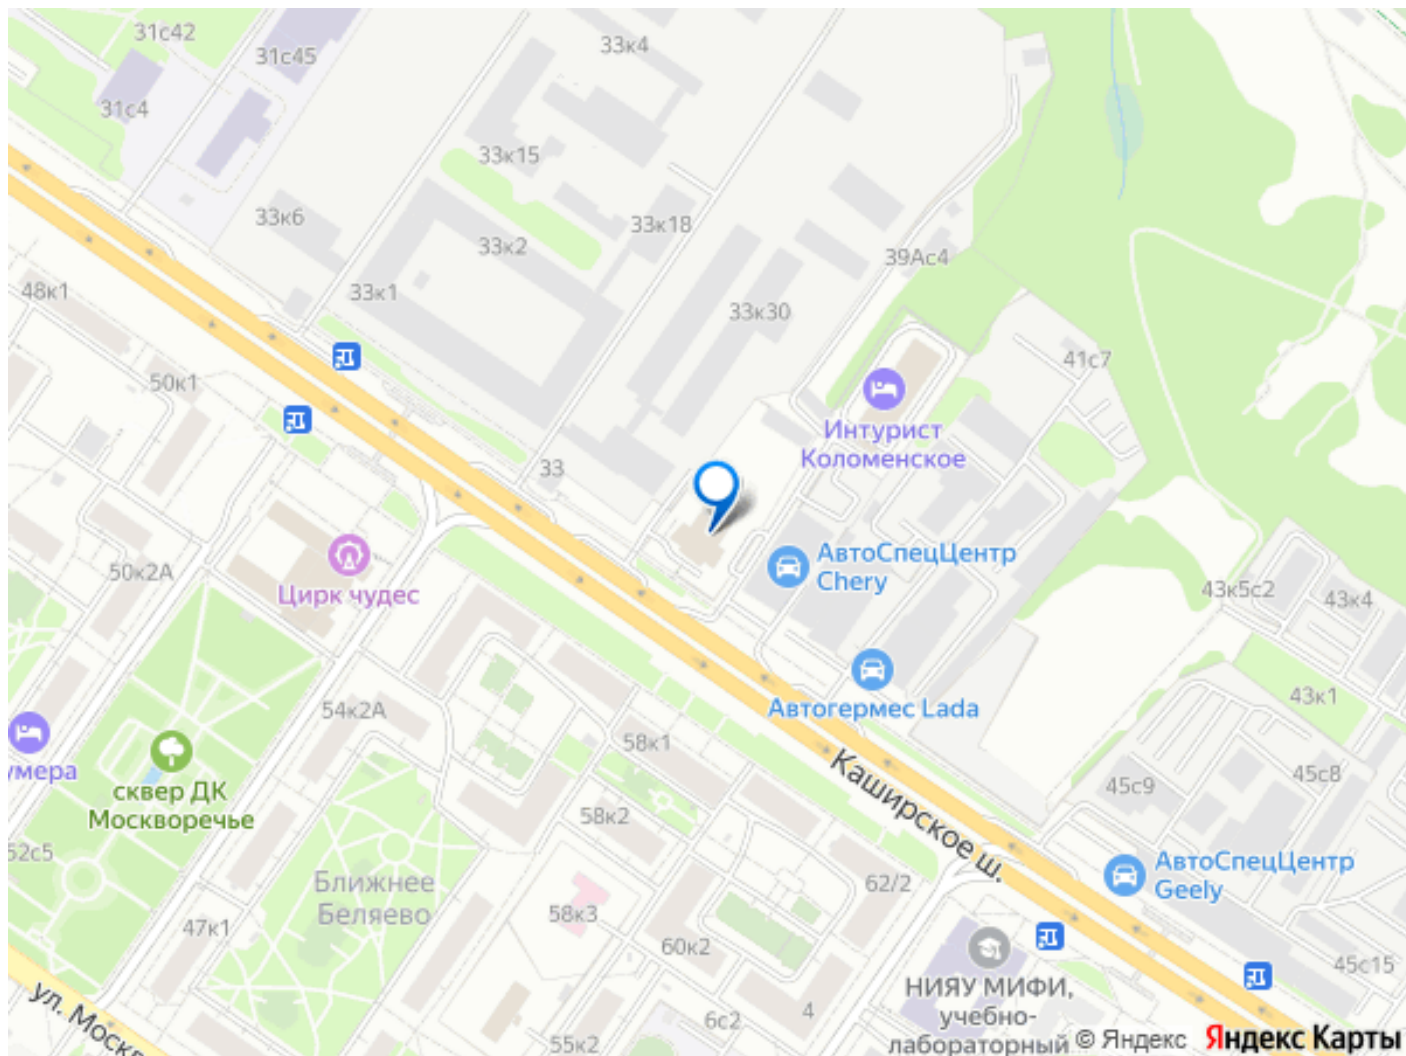 31с42
31с45
33к4
31с4
33к15
33к6
33к2
33к18
39Ас4
48к1
33к1
33к30
41с7
50к1
Интурист
Коломенское
33
АвтоСпецЦентр
Chery
50к2А
Цирк чудес
43к5с2
43к4
43к1
54к2А
Автогермес Lada
умера
58к1
Каширское ш.
сквер ДК
Москворечье
45с8
45с9
58к2
52с5
АвтоСпецЦентр
Geely
Ближнее
Беляево
62/2
58к3
47к1
60к2
45с15
ул. Москв
НИЯУ МИФИ,
учебно-
лабораторный...
4
6с2
55к2
© Яндекс Яндекс Карты